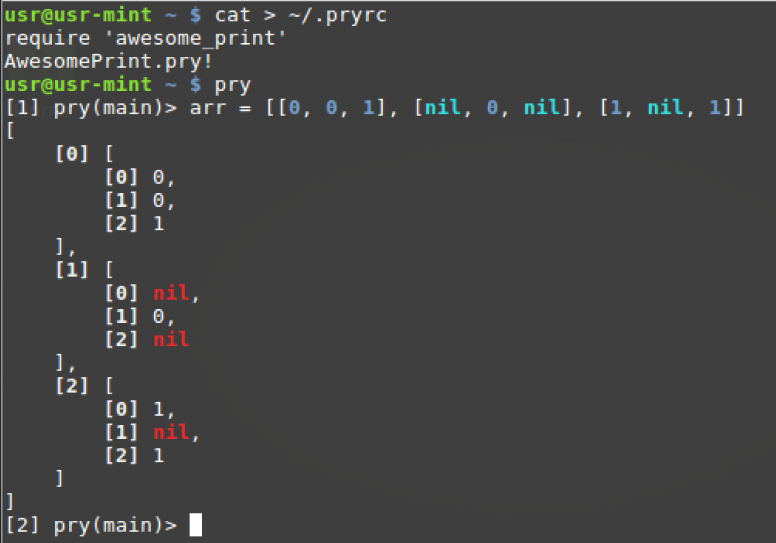 usr@usr-mint ~ $ cat > ~/.pryrc
require 'awesome_print'
AwesomePrint.pry!
usr@usr-mint ~ $ pry
[1] pry(main)> arr = [[0, 0, 1], [nil, 0, nil], [1, nil, 1]]
[
    [0] [
        [0] 0,
        [1] 0,
        [2] 1
    ],
    [1] [
        [0] nil,
        [1] 0,
        [2] nil
    ],
    [2] [
        [0] 1,
        [1] nil,
        [2] 1
    ]
]
[2] pry(main)>